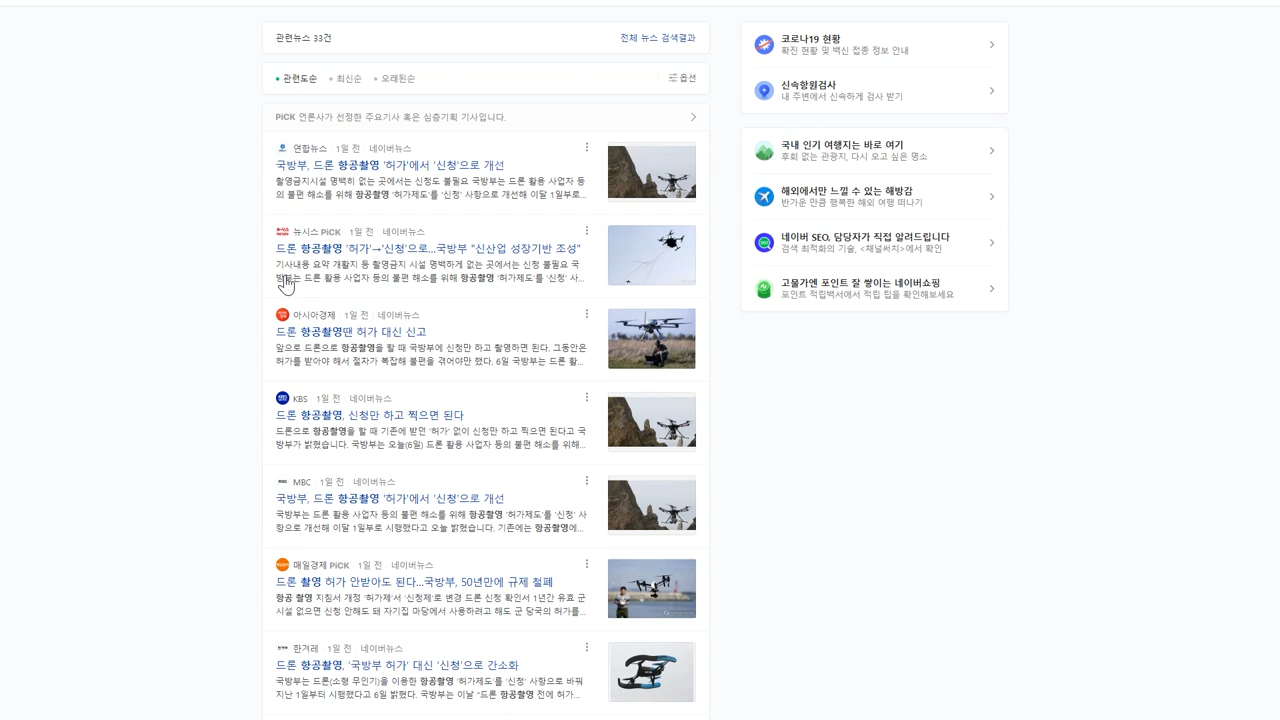 관련뉴스 33건
전체 뉴스 검색결과
관련도순 최신순 오래된순
옵션
PiCK 언론사가 선정한 주요기사 혹은 심층기획 기사입니다.
연합뉴스 1일 전 네이버뉴스
국방부, 드론 항공촬영 '허가'에서 '신청'으로 개선
촬영금지시설 명백히 없는 곳에서는 신청도 불필요 국방부는 드론 활용 사업자 등
의 불편 해소를 위해 항공촬영 '허가제도'를 '신청' 사항으로 개선해 이달 1일부로...
뉴시스 PiCK 1일 전 네이버뉴스
드론 항공촬영 '허가'→'신청'으로…국방부 "신산업 성장기반 조성"
기사내용 요약 개활지 등 촬영금지 시설 명백하게 없는 곳에서는 신청 불필요 국
방부는 드론 활용 사업자 등의 불편 해소를 위해 항공촬영 '허가제도'를 '신청' 사...
아시아경제 1일 전 네이버뉴스
드론 항공촬영땐 허가 대신 신고
앞으로 드론으로 항공촬영을 할 때 국방부에 신청만 하고 촬영하면 된다. 그동안은
허가를 받아야 해서 절차가 복잡해 불편을 겪어야만 했다. 6일 국방부는 드론 활...
KBS 1일 전 네이버뉴스
드론 항공촬영, 신청만 하고 찍으면 된다
드론으로 항공촬영을 할 때 기존에 받던 '허가' 없이 신청만 하고 찍으면 된다고 국
방부가 밝혔습니다. 국방부는 오늘(6일) 드론 활용 사업자 등의 불편 해소를 위해...
MBC 1일 전 네이버뉴스
국방부, 드론 항공촬영 '허가'에서 '신청'으로 개선
국방부는 드론 활용 사업자 등의 불편 해소를 위해 항공촬영 '허가제도'를 '신청' 사
항으로 개선해 이달 1일부로 시행했다고 오늘 밝혔습니다. 기존에는 항공촬영에...
매일경제 PiCK 1일 전 네이버뉴스
드론 촬영 허가 안받아도 된다…국방부, 50년만에 규제 철폐
항공 촬영 지침서 개정 '허가제'서 '신청제'로 변경 드론 신청 확인서 1년간 유효 군
시설 없으면 신청 안해도 돼 자기집 마당에서 사용하려고 해도 군 당국의 허가를...
한겨레 1일 전 네이버뉴스
드론 항공촬영, '국방부 허가' 대신 '신청'으로 간소화
국방부는 드론(소형 무인기)을 이용한 항공촬영 '허가제도'를 '신청' 사항으로 바꿔
지난 1일부터 시행했다고 6일 밝혔다. 국방부는 이날 "드론 항공촬영 전에 허가...
코로나19 현황
확진 현황 및 백신 접종 정보 안내
신속항원검사
내 주변에서 신속하게 검사 받기
국내 인기 여행지는 바로 여기
후회 없는 관광지, 다시 오고 싶은 명소
해외에서만 느낄 수 있는 해방감
반가운 만큼 행복한 해외 여행 떠나기
네이버 SEO, 담당자가 직접 알려드립니다
검색 최적화의 기술, <채널써치>에서 확인
고물가엔 포인트 잘 쌓이는 네이버쇼핑
포인트 적립백서에서 적립 팁을 확인해보세요